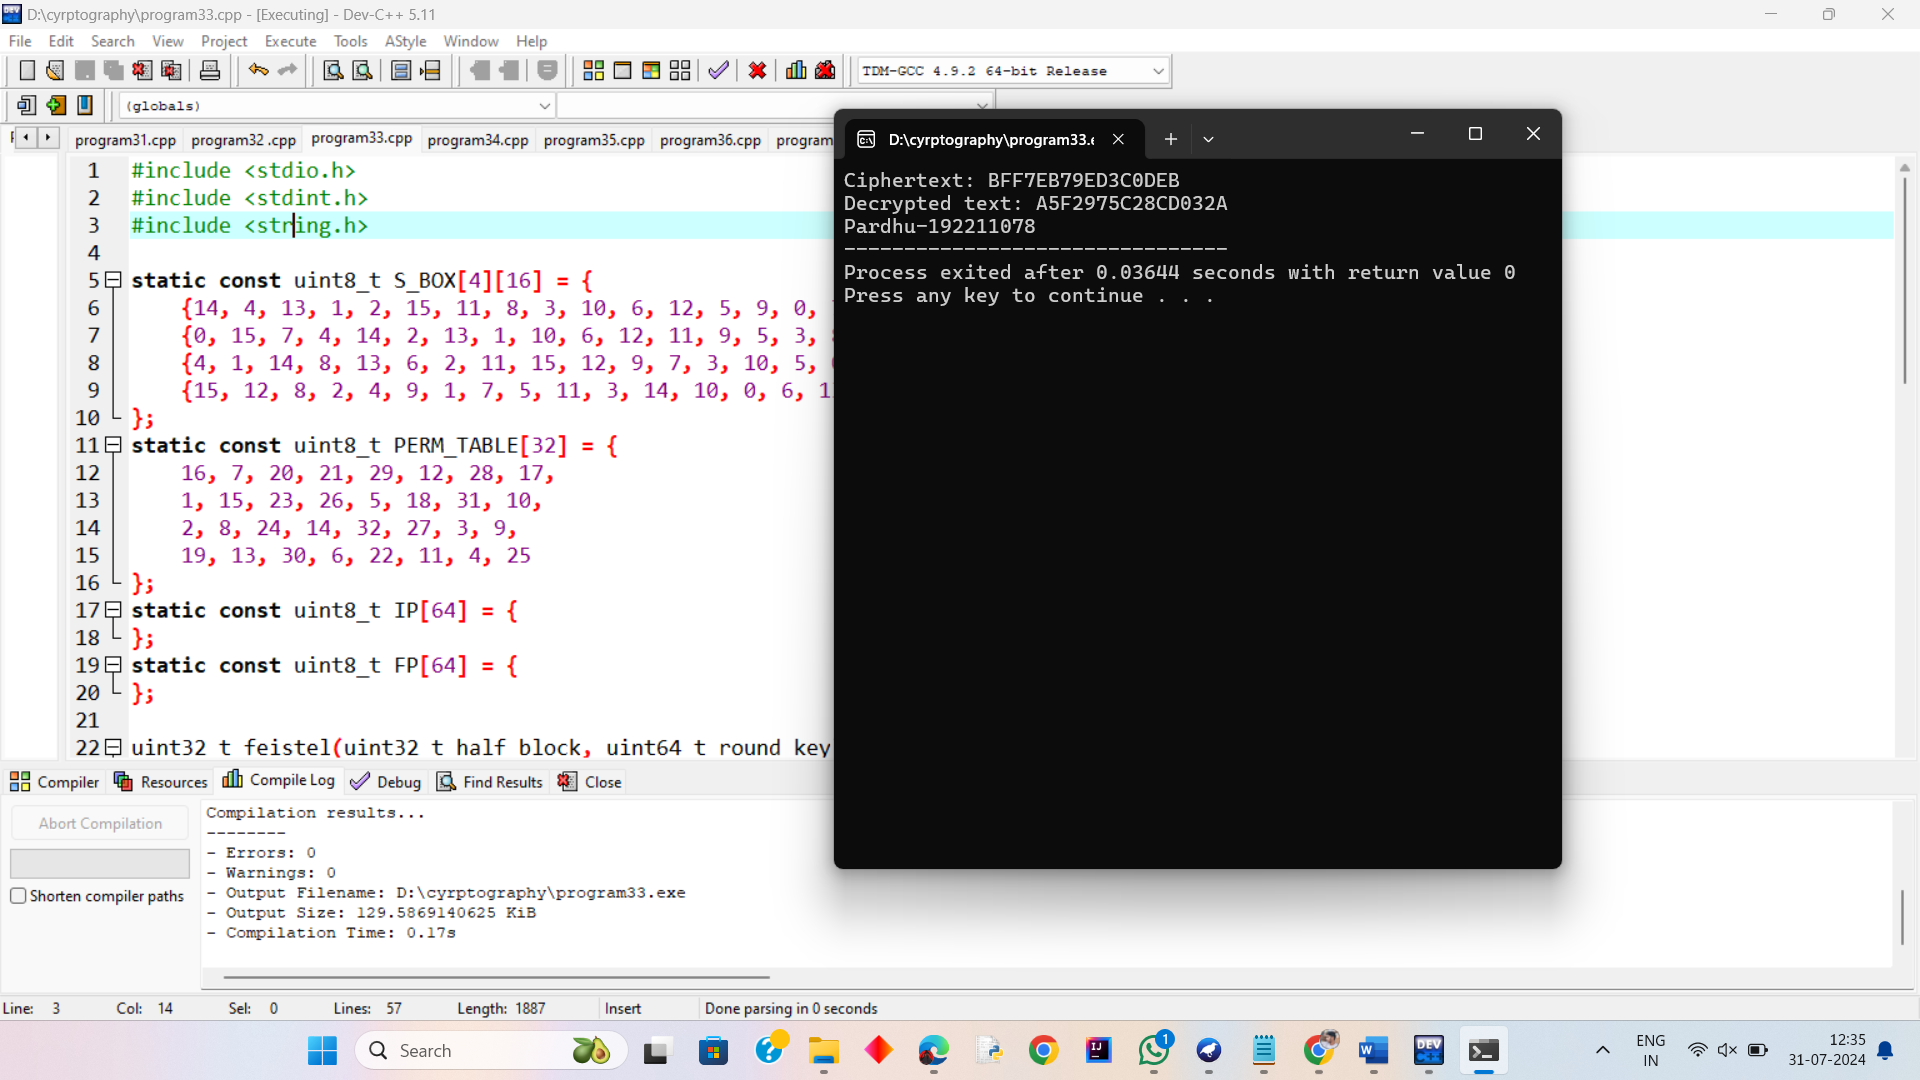 D:\cyrptography\program33.cpp - [Executing] - Dev-C++ 5.11
File Edit Search View Project Execute Tools AStyle Window Help
TDM-GCC 4.9.2 64-bit Release
(globals)
program31.cpp program32 .cpp program33.cpp program34.cpp program35.cpp program36.cpp program
1 #include <stdio.h>
2 #include <stdint.h>
3 #include <string.h>
4
5 static const uint8_t S_BOX[4][16] = {
6 {14, 4, 13, 1, 2, 15, 11, 8, 3, 10, 6, 12, 5, 9, 0,
7 {0, 15, 7, 4, 14, 2, 13, 1, 10, 6, 12, 11, 9, 5, 3,
8 {4, 1, 14, 8, 13, 6, 2, 11, 15, 12, 9, 7, 3, 10, 5,
9 {15, 12, 8, 2, 4, 9, 1, 7, 5, 11, 3, 14, 10, 0, 6,
10 };
11 static const uint8_t PERM_TABLE[32] = {
12 16, 7, 20, 21, 29, 12, 28, 17,
13 1, 15, 23, 26, 5, 18, 31, 10,
14 2, 8, 24, 14, 32, 27, 3, 9,
15 19, 13, 30, 6, 22, 11, 4, 25
16 };
17 static const uint8_t IP[64] = {
18 };
19 static const uint8_t FP[64] = {
20 };
21
22 uint32_t feistel(uint32_t half_block, uint64_t round_key
D:\cyrptography\program33.e
Ciphertext: BFF7EB79ED3C0DEB
Decrypted text: A5F2975C28CD032A
Pardhu-192211078
--------------------------------
Process exited after 0.03644 seconds with return value 0
Press any key to continue . . .
Compiler Resources Compile Log Debug Find Results Close
Abort Compilation
Shorten compiler paths
Compilation results...
--------
- Errors: 0
- Warnings: 0
- Output Filename: D:\cyrptography\program33.exe
- Output Size: 129.5869140625 KiB
- Compilation Time: 0.17s
Line: 3 Col: 14 Sel: 0 Lines: 57 Length: 1887 Insert Done parsing in 0 seconds
Search
1
ENG
IN
12:35
31-07-2024